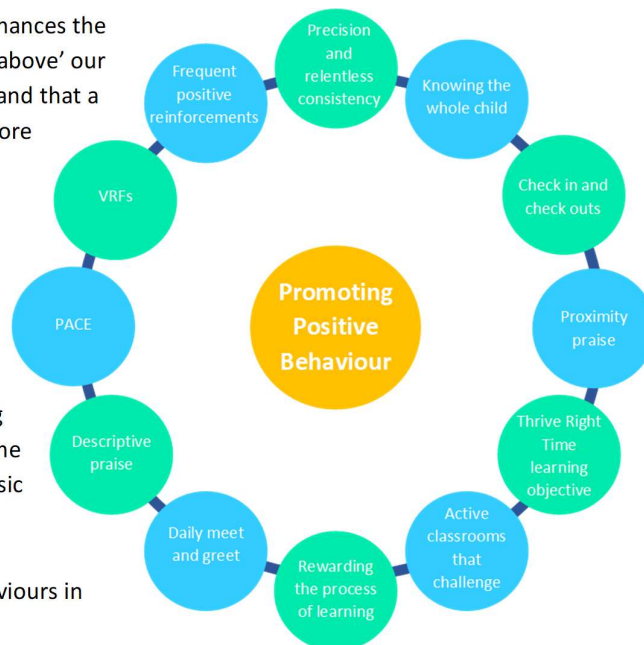 nances the
above’ our
and that a
ore
g
ne
sic
viours in
Promoting
Positive
Behaviour
Precision
and
relentless
consistency
Knowing the
whole child
Check in and
check outs
Proximity
praise
Thrive Right
Time
learning
objective
Active
classrooms
that
challenge
Rewarding
the process
of learning
Daily meet
and greet
Descriptive
praise
PACE
VRFs
Frequent
positive
reinforcements